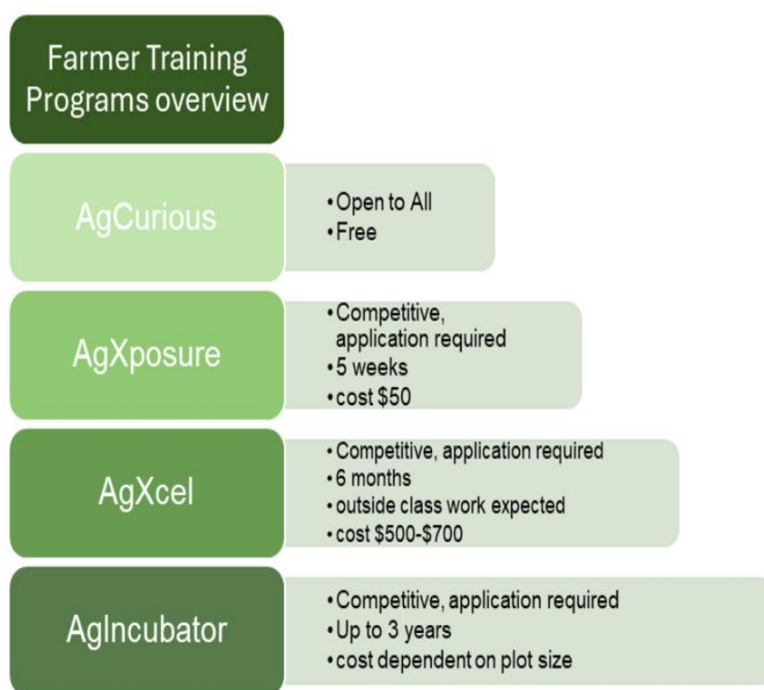 Farmer Training
Programs overview
AgCurious
• Open to All
• Free
AgXposure
• Competitive,
application required
• 5 weeks
• cost $50
AgXcel
• Competitive, application required
• 6 months
• outside class work expected
• cost $500-$700
AgIncubator
• Competitive, application required
• Up to 3 years
• cost dependent on plot size